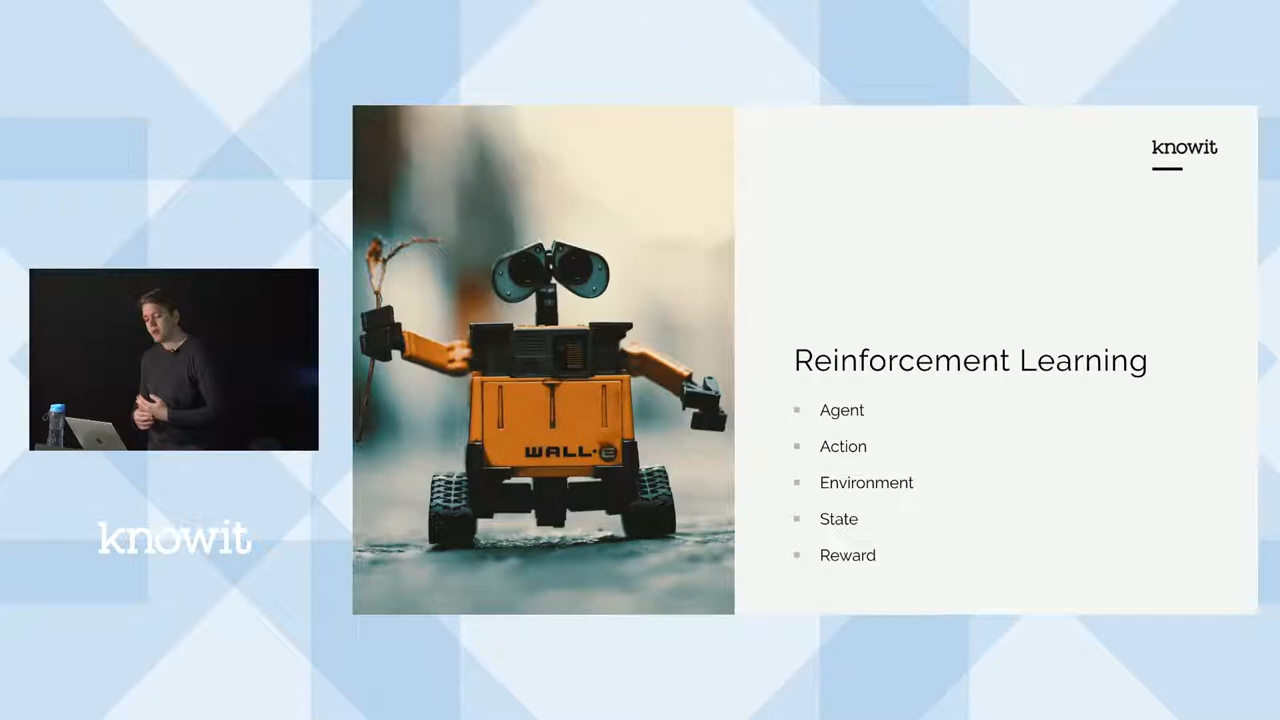 knowit
Reinforcement Learning
Agent
Action
Environment
State
Reward
WALL·E
knowit